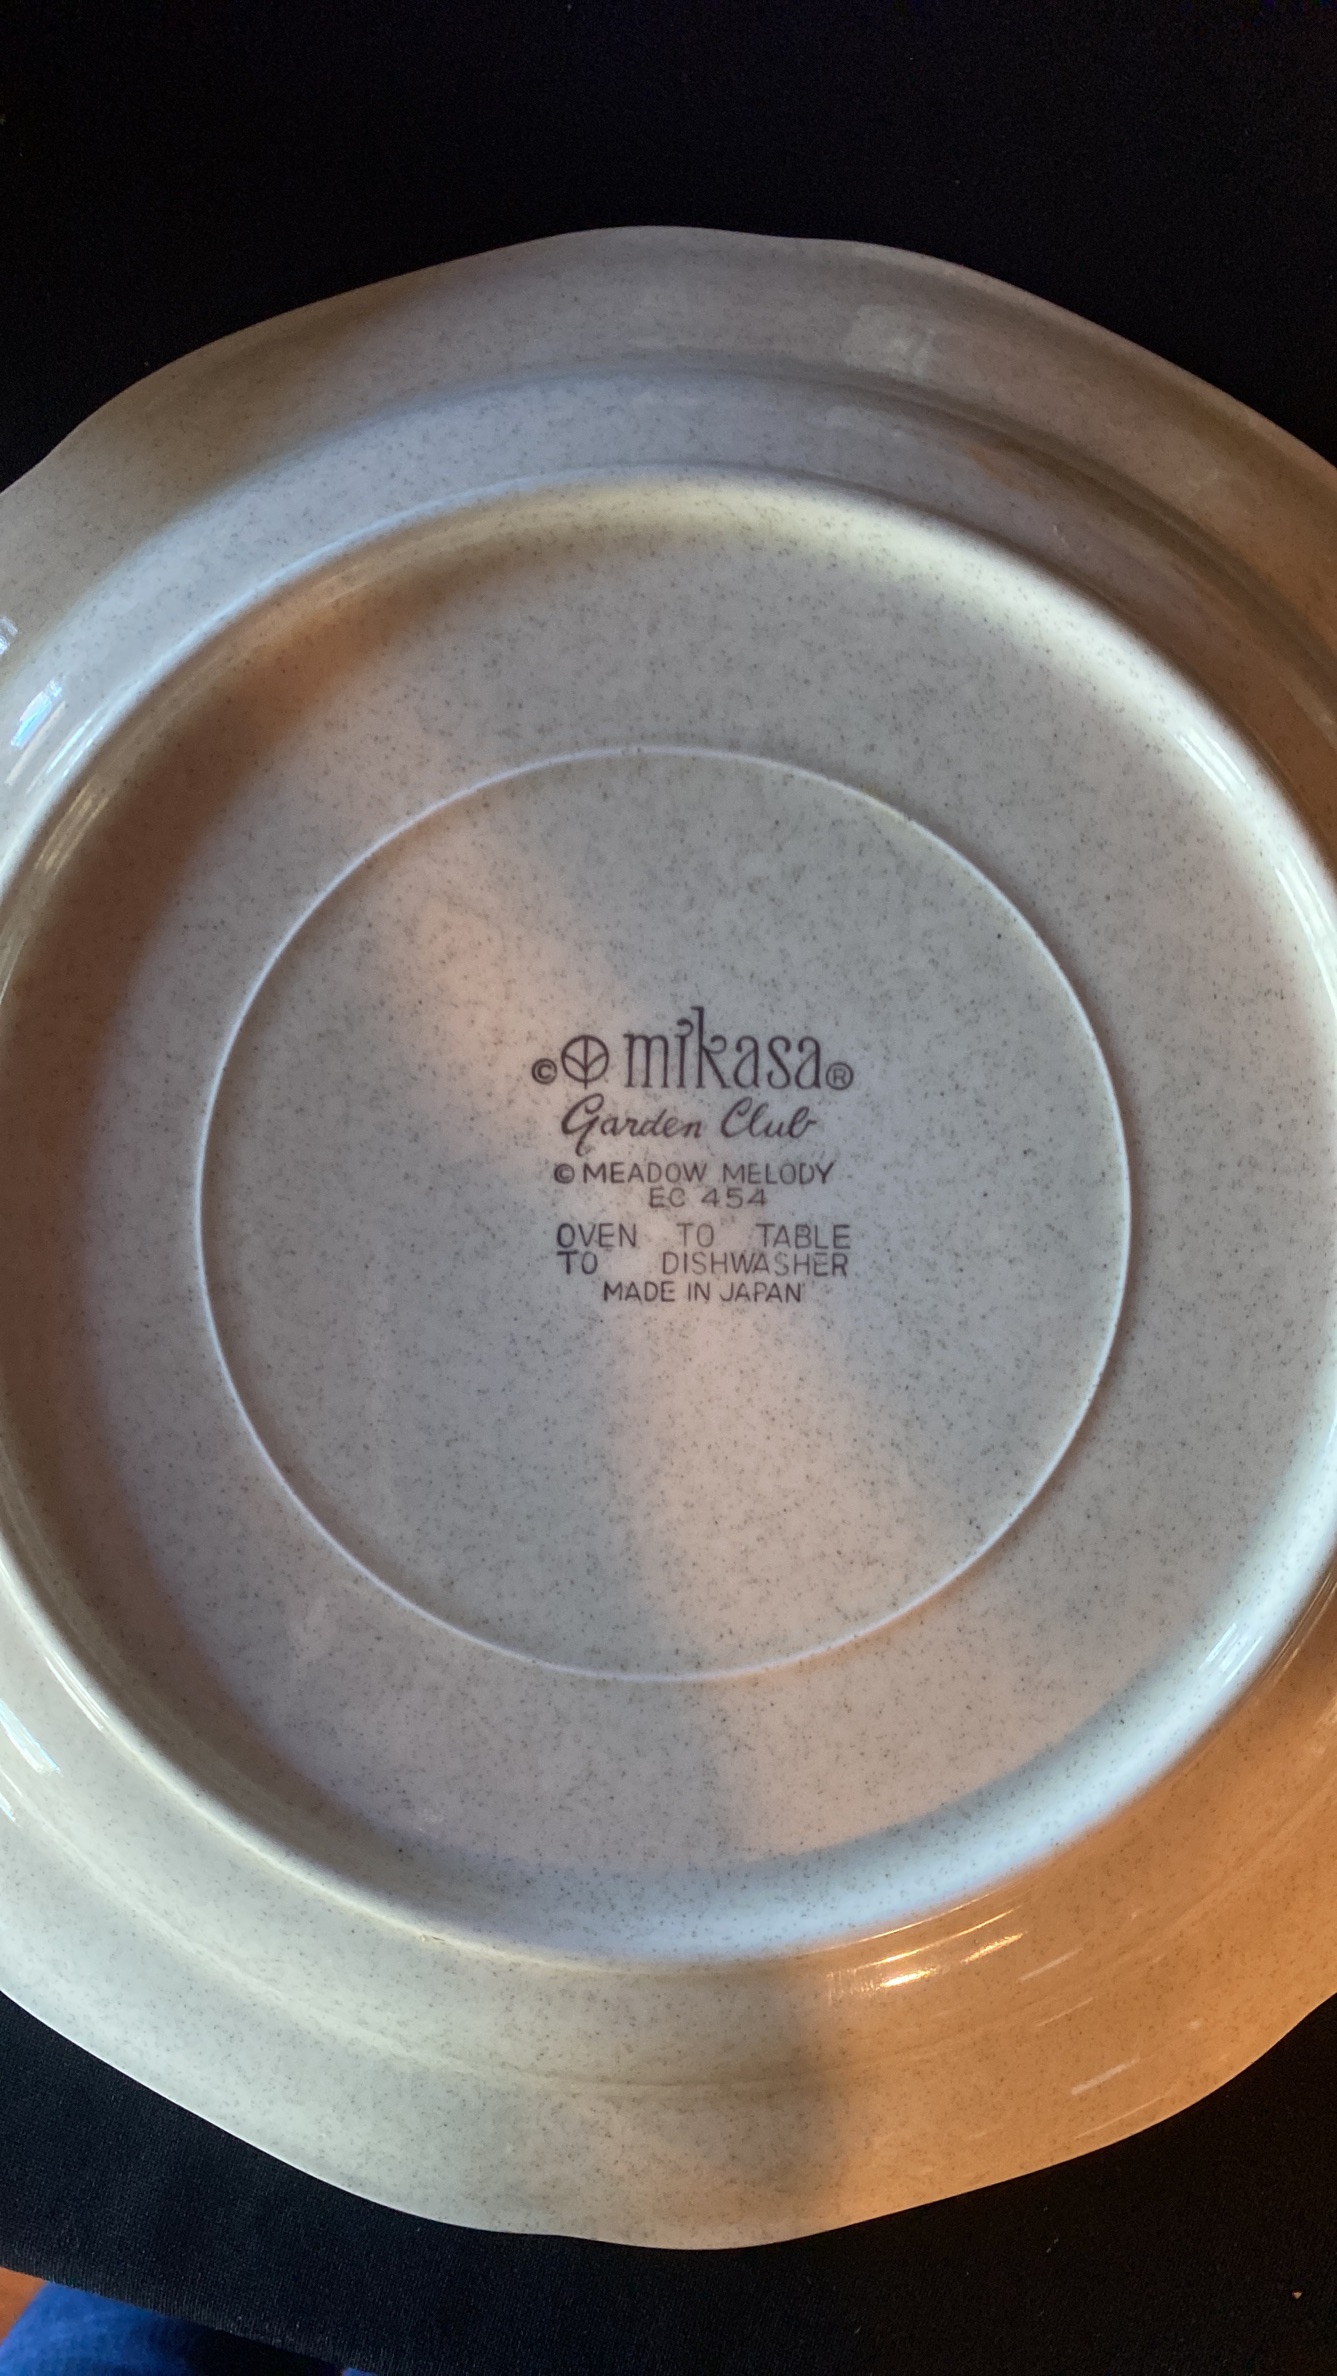 © mikasa®
Garden Club
© MEADOW MELODY
EC 454
OVEN TO TABLE
TO DISHWASHER
MADE IN JAPAN